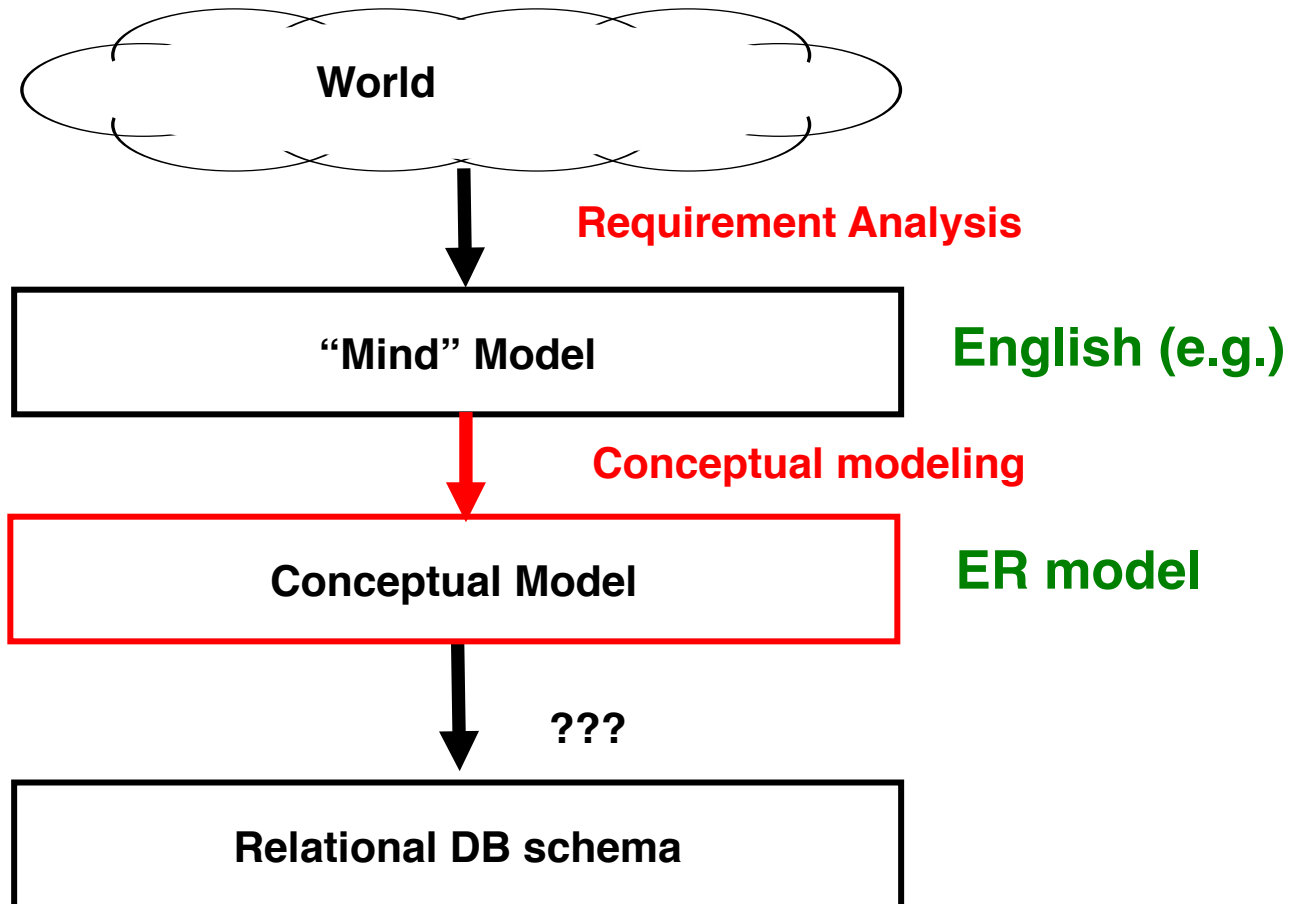 World
Requirement Analysis
“Mind” Model
English (e.g.)
Conceptual modeling
Conceptual Model
ER model
???
Relational DB schema